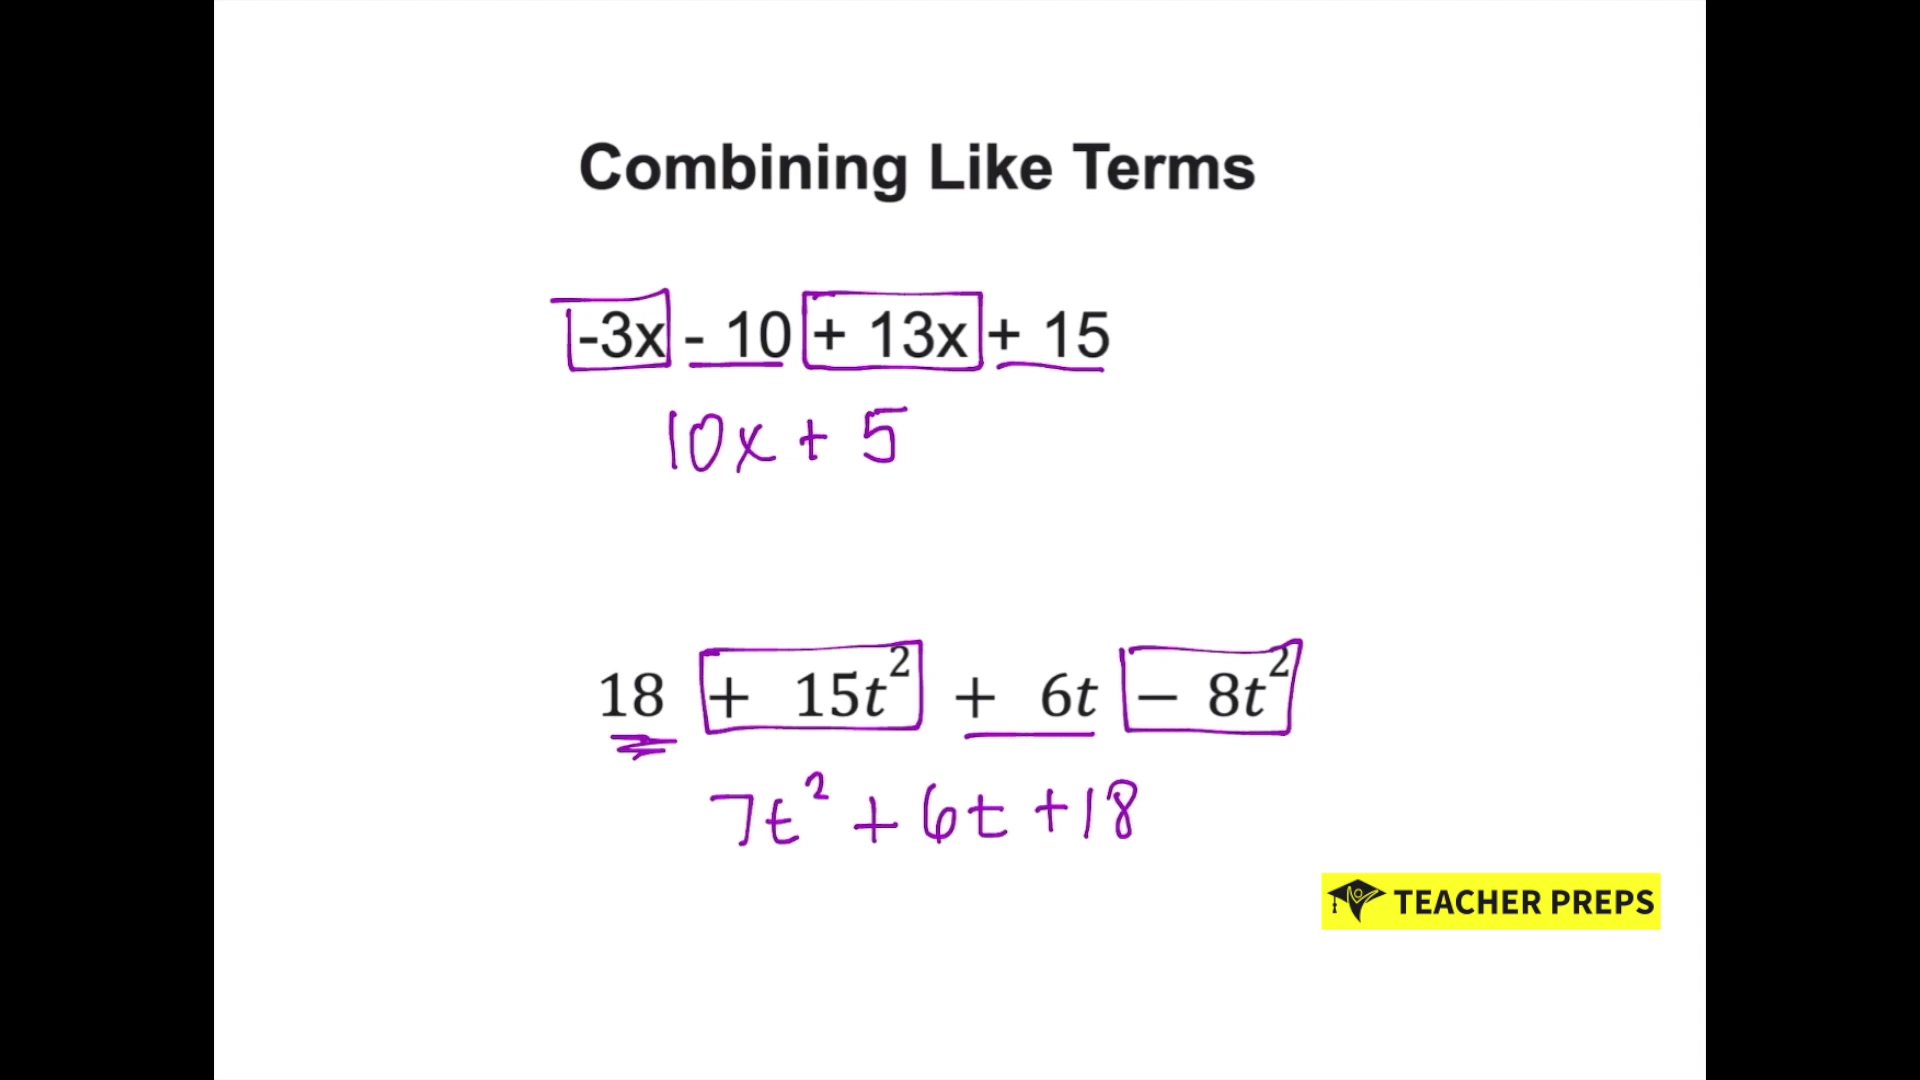 Combining Like Terms
-3x - 10 + 13x + 15
10x + 5
18 + 15t² + 6t − 8t²
7t² + 6t + 18
TEACHER PREPS